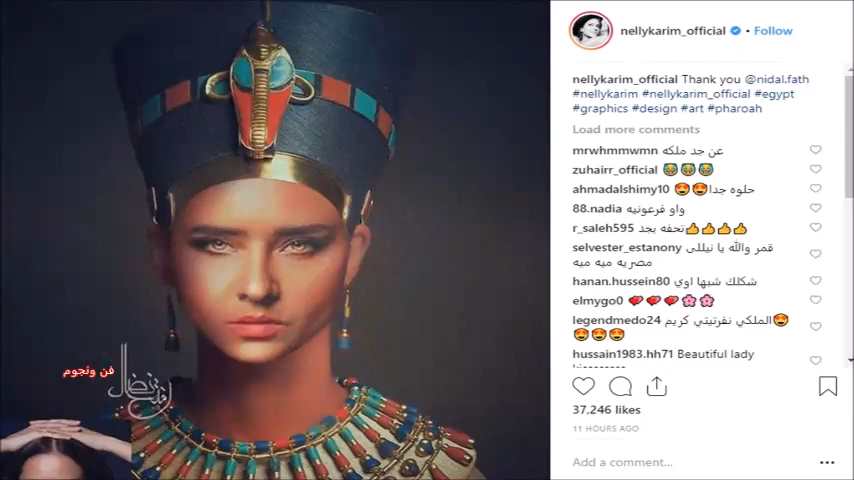 nellykarim_official • Follow
nellykarim_official Thank you @nidal.fath
#nellykarim #nellykarim_official #egypt
#graphics #design #art #pharoah
Load more comments
mrwhmmwmn عن جد ملكه
zuhairr_official 😂😂😂
ahmadalshimy10 😍😍حلوه جدا
88.nadia واو فرعونيه
r_saleh595 تحفه بجد👍👍👍👍
selvester_estanony قمر والله يا نيللى
مصريه ميه ميه
hanan.hussein80 شكلك شبها اوي
elmygo0 💞💞💞🌸🌸
legendmedo24 الملكي نفرتيتي كريم😍
😍😍😍
hussain1983.hh71 Beautiful lady
37,246 likes
11 HOURS AGO
Add a comment...
فن ونجوم
نضال